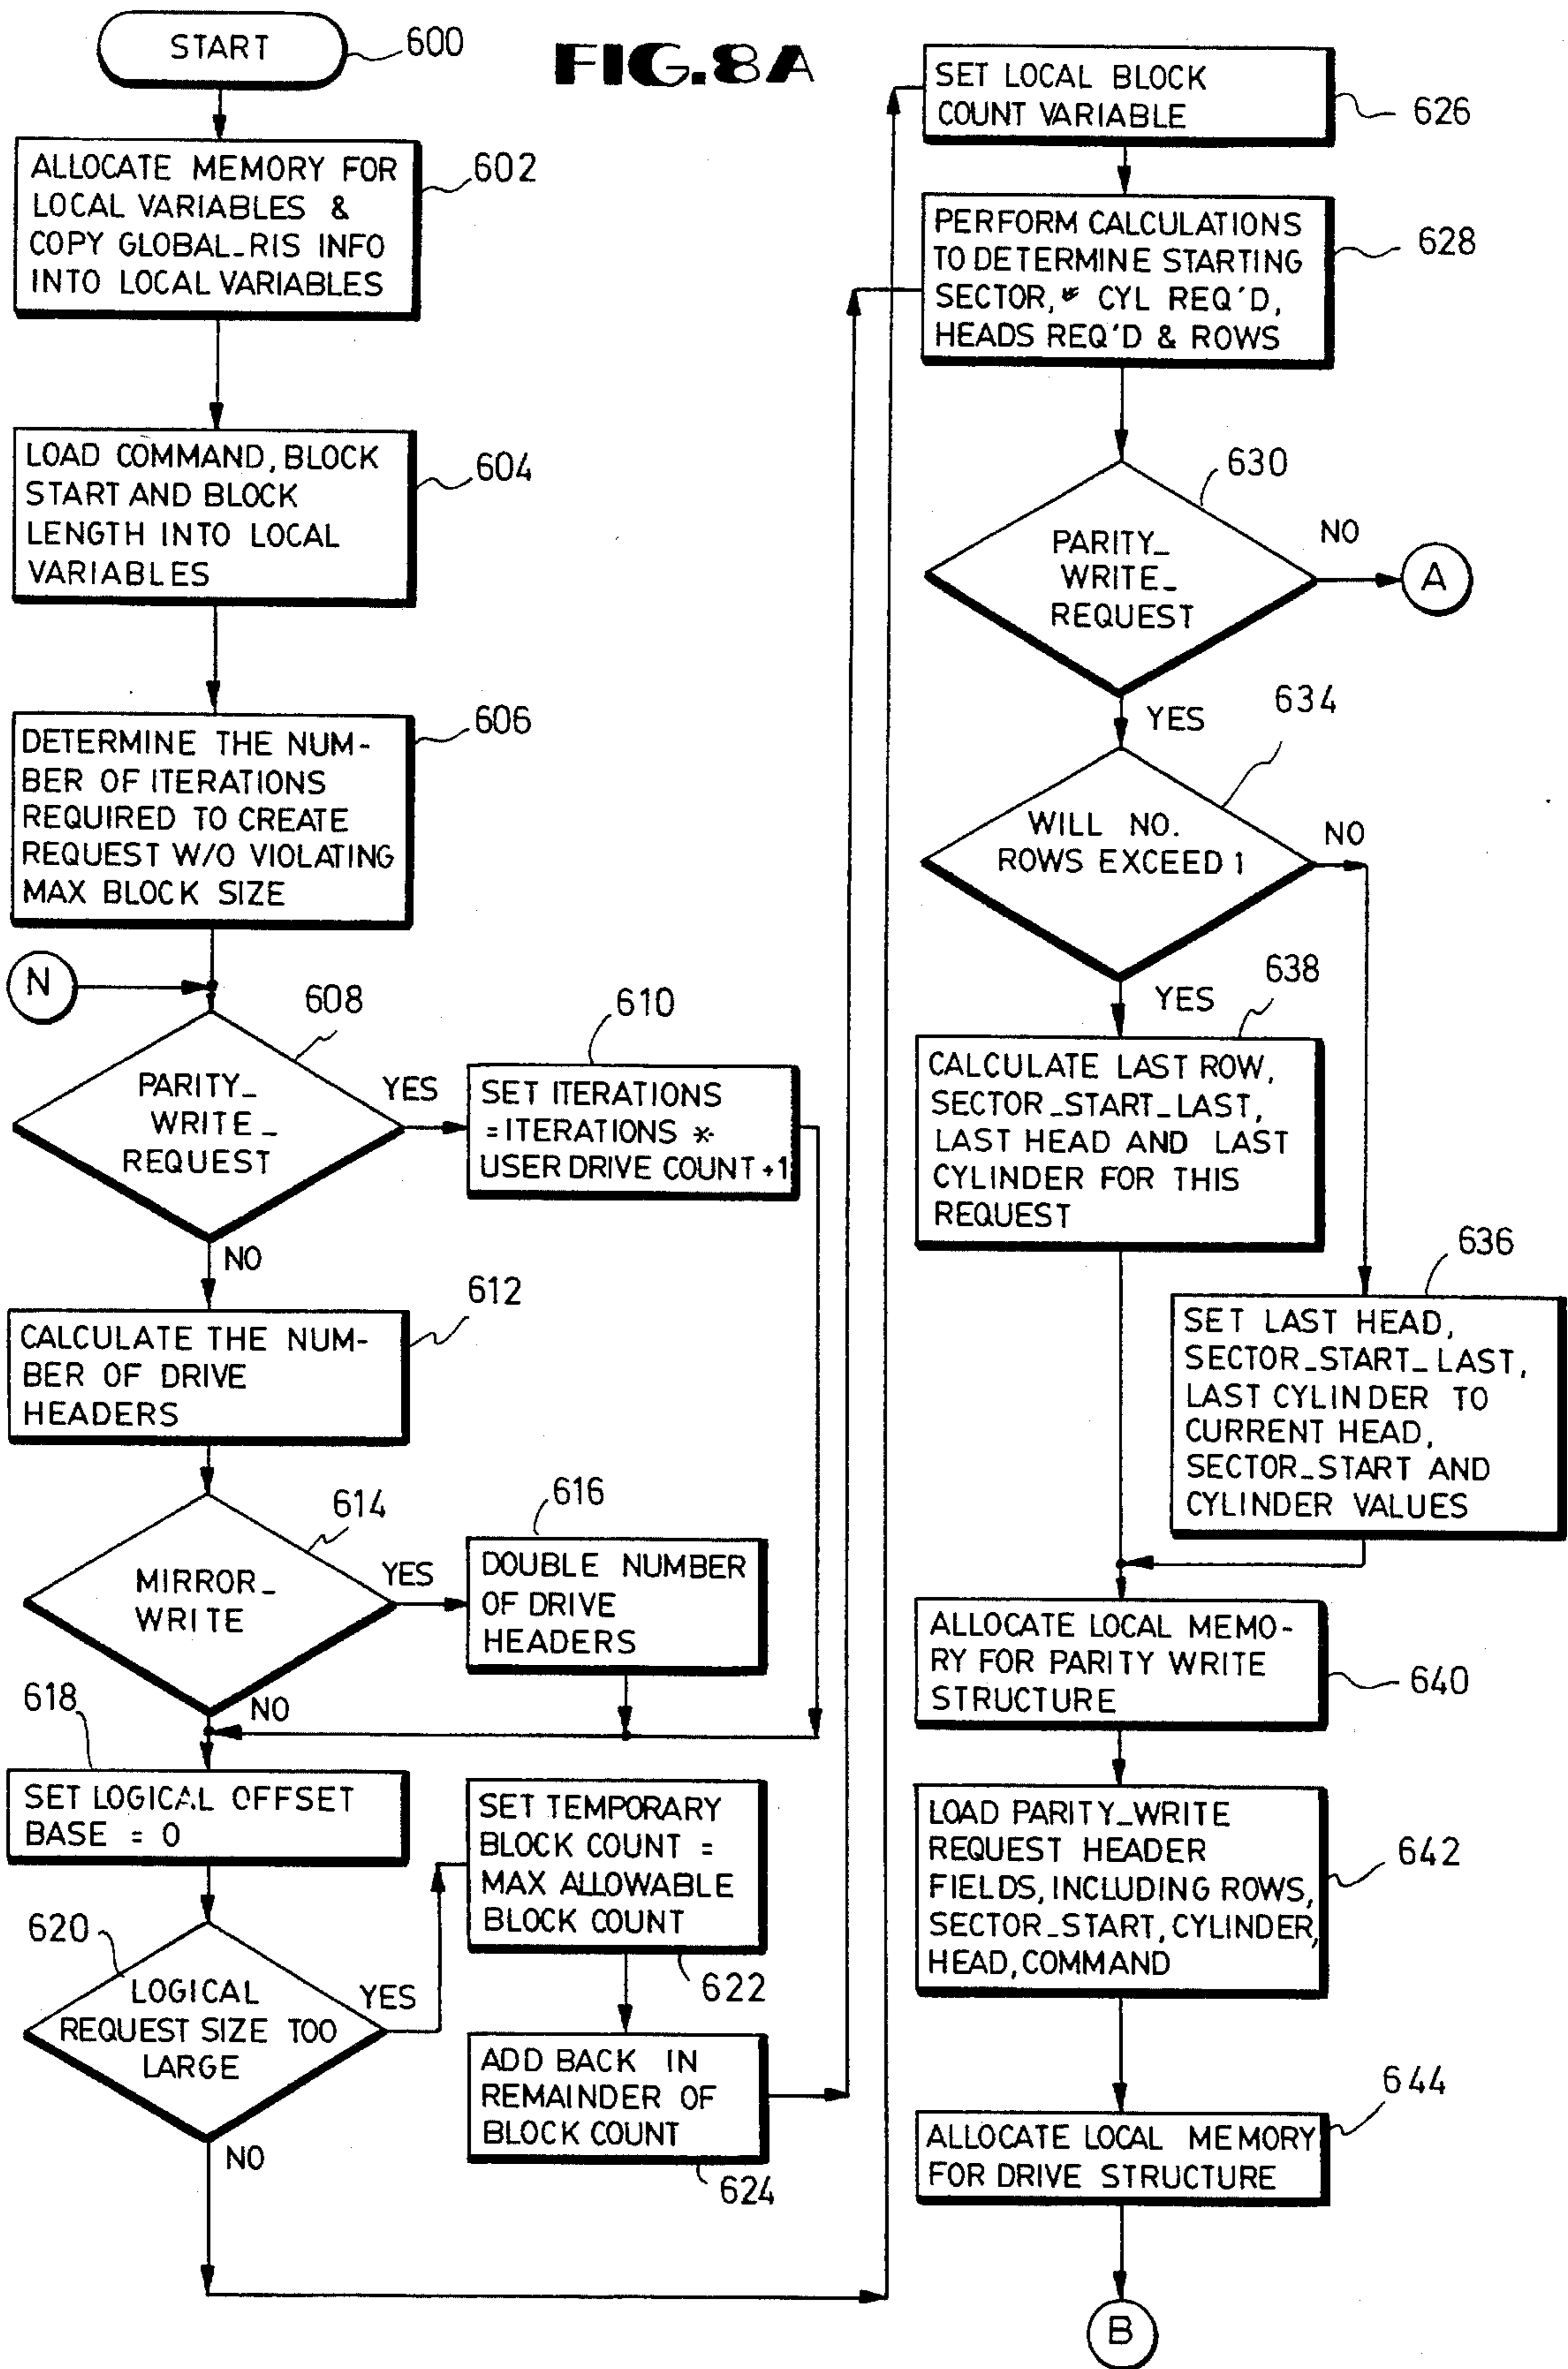 FIG.8A
START
600
ALLOCATE MEMORY FOR
LOCAL VARIABLES &
COPY GLOBAL_RIS INFO
INTO LOCAL VARIABLES
602
LOAD COMMAND, BLOCK
START AND BLOCK
LENGTH INTO LOCAL
VARIABLES
604
DETERMINE THE NUM-
BER OF ITERATIONS
REQUIRED TO CREATE
REQUEST W/O VIOLATING
MAX BLOCK SIZE
606
N
608
PARITY_
WRITE_
REQUEST
YES
NO
610
SET ITERATIONS
=ITERATIONS *
USER DRIVE COUNT +1
612
CALCULATE THE NUM-
BER OF DRIVE
HEADERS
614
MIRROR_
WRITE
YES
NO
616
DOUBLE NUMBER
OF DRIVE
HEADERS
618
SET LOGICAL OFFSET
BASE = 0
620
LOGICAL
REQUEST SIZE TOO
LARGE
YES
NO
SET TEMPORARY
BLOCK COUNT =
MAX ALLOWABLE
BLOCK COUNT
622
ADD BACK IN
REMAINDER OF
BLOCK COUNT
624
SET LOCAL BLOCK
COUNT VARIABLE
626
PERFORM CALCULATIONS
TO DETERMINE STARTING
SECTOR, # CYL REQ'D,
HEADS REQ'D & ROWS
628
630
PARITY_
WRITE_
REQUEST
NO
A
YES
634
WILL NO.
ROWS EXCEED 1
NO
YES
638
CALCULATE LAST ROW,
SECTOR_START_LAST,
LAST HEAD AND LAST
CYLINDER FOR THIS
REQUEST
636
SET LAST HEAD,
SECTOR_START_LAST,
LAST CYLINDER TO
CURRENT HEAD,
SECTOR_START AND
CYLINDER VALUES
ALLOCATE LOCAL MEMO-
RY FOR PARITY WRITE
STRUCTURE
640
LOAD PARITY_WRITE
REQUEST HEADER
FIELDS, INCLUDING ROWS,
SECTOR_START, CYLINDER,
HEAD, COMMAND
642
644
ALLOCATE LOCAL MEMORY
FOR DRIVE STRUCTURE
B